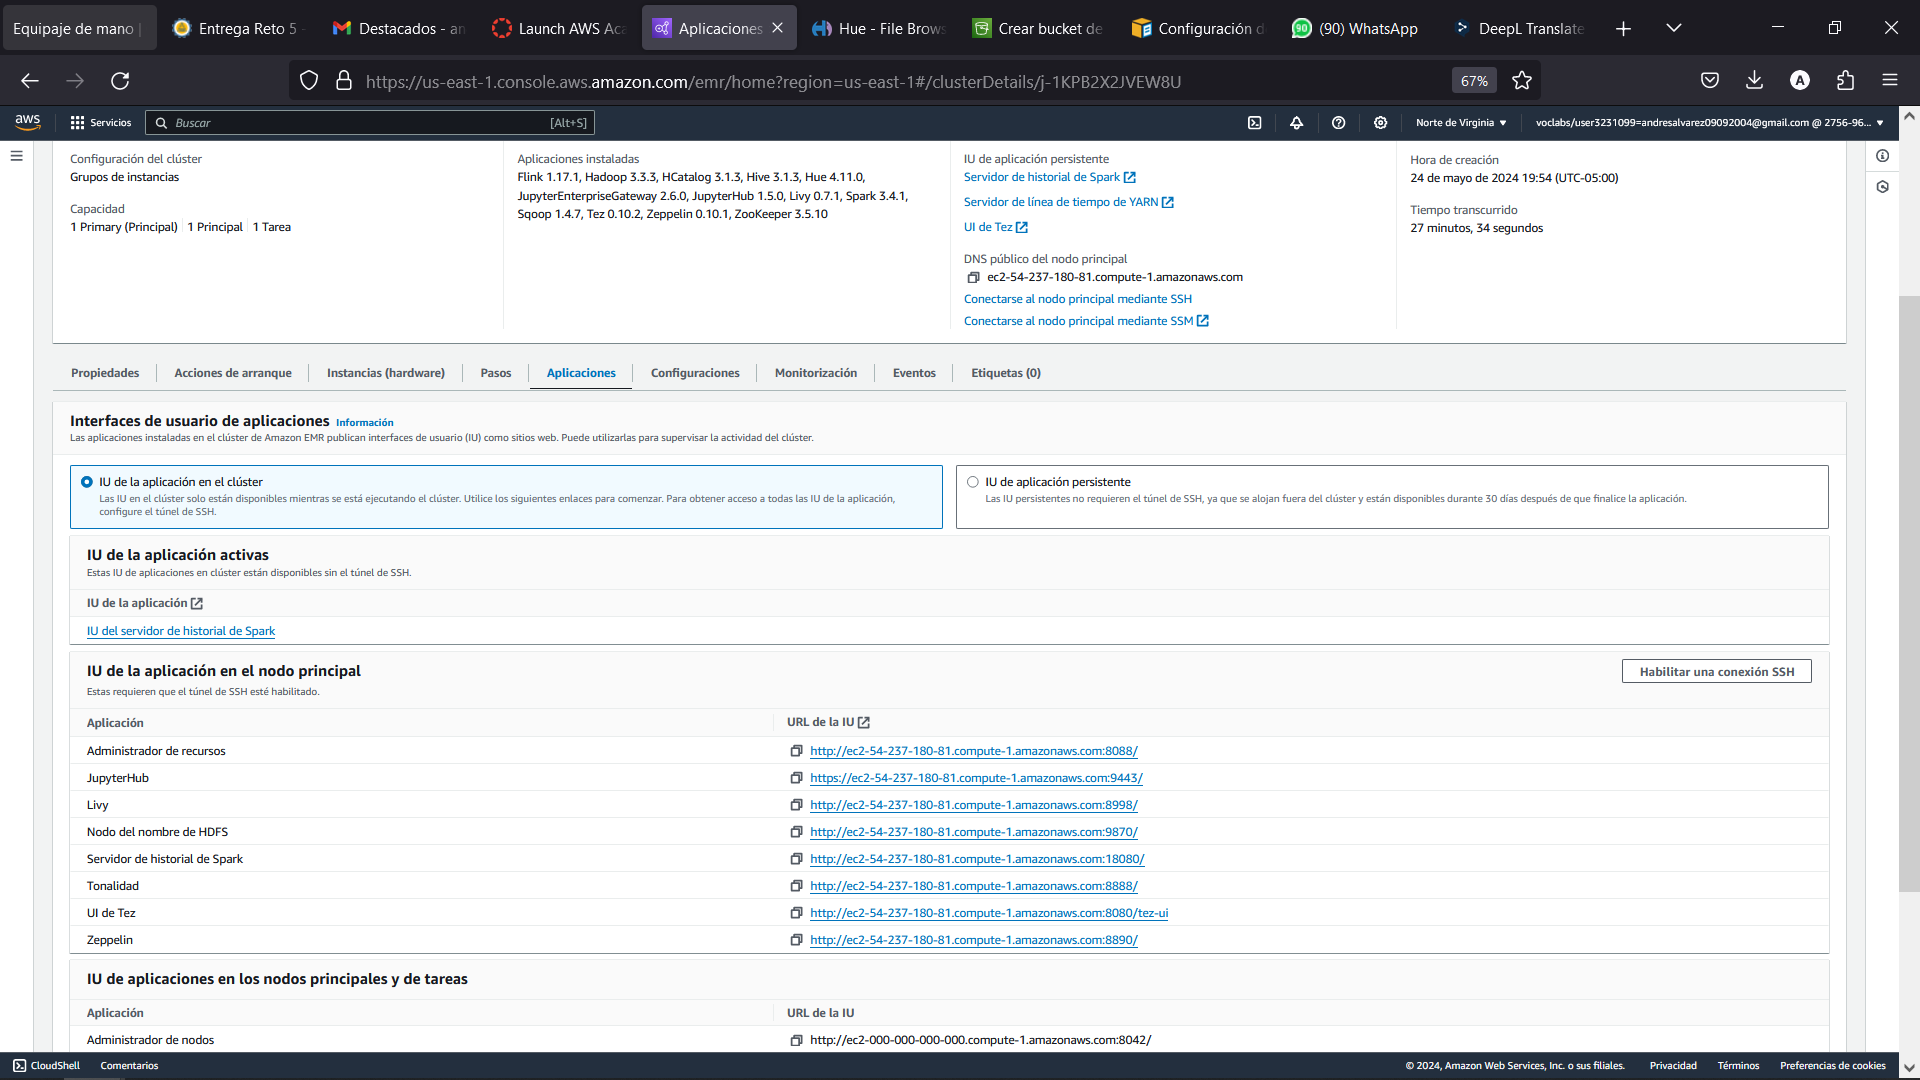 Equipaje de mano
Entrega Reto 5
Destacados - an
Launch AWS Aca
Aplicaciones
Hue - File Brows
Crear bucket de
Configuración d
(90) WhatsApp
DeepL Translate
https://us-east-1.console.aws.amazon.com/emr/home?region=us-east-1#/clusterDetails/j-1KPB2X2JVEW8U
67%
aws
Servicios
Buscar
[Alt+S]
Norte de Virginia
voclabs/user3231099=andresalvarez09092004@gmail.com @ 2756-96...
Configuración del clúster
Grupos de instancias
Capacidad
1 Primary (Principal) 1 Principal 1 Tarea
Aplicaciones instaladas
Flink 1.17.1, Hadoop 3.3.3, HCatalog 3.1.3, Hive 3.1.3, Hue 4.11.0,
JupyterEnterpriseGateway 2.6.0, JupyterHub 1.5.0, Livy 0.7.1, Spark 3.4.1,
Sqoop 1.4.7, Tez 0.10.2, Zeppelin 0.10.1, ZooKeeper 3.5.10
IU de aplicación persistente
Servidor de historial de Spark
Servidor de línea de tiempo de YARN
UI de Tez
DNS público del nodo principal
ec2-54-237-180-81.compute-1.amazonaws.com
Conectarse al nodo principal mediante SSH
Conectarse al nodo principal mediante SSM
Hora de creación
24 de mayo de 2024 19:54 (UTC-05:00)
Tiempo transcurrido
27 minutos, 34 segundos
Propiedades
Acciones de arranque
Instancias (hardware)
Pasos
Aplicaciones
Configuraciones
Monitorización
Eventos
Etiquetas (0)
Interfaces de usuario de aplicaciones Información
Las aplicaciones instaladas en el clúster de Amazon EMR publican interfaces de usuario (IU) como sitios web. Puede utilizarlas para supervisar la actividad del clúster.
IU de la aplicación en el clúster
Las IU en el clúster solo están disponibles mientras se está ejecutando el clúster. Utilice los siguientes enlaces para comenzar. Para obtener acceso a todas las IU de la aplicación,
configure el túnel de SSH.
IU de aplicación persistente
Las IU persistentes no requieren el túnel de SSH, ya que se alojan fuera del clúster y están disponibles durante 30 días después de que finalice la aplicación.
IU de la aplicación activas
Estas IU de aplicaciones en clúster están disponibles sin el túnel de SSH.
IU de la aplicación
IU del servidor de historial de Spark
IU de la aplicación en el nodo principal
Estas requieren que el túnel de SSH esté habilitado.
Habilitar una conexión SSH
Aplicación URL de la IU
Administrador de recursos http://ec2-54-237-180-81.compute-1.amazonaws.com:8088/
JupyterHub https://ec2-54-237-180-81.compute-1.amazonaws.com:9443/
Livy http://ec2-54-237-180-81.compute-1.amazonaws.com:8998/
Nodo del nombre de HDFS http://ec2-54-237-180-81.compute-1.amazonaws.com:9870/
Servidor de historial de Spark http://ec2-54-237-180-81.compute-1.amazonaws.com:18080/
Tonalidad http://ec2-54-237-180-81.compute-1.amazonaws.com:8888/
UI de Tez http://ec2-54-237-180-81.compute-1.amazonaws.com:8080/tez-ui
Zeppelin http://ec2-54-237-180-81.compute-1.amazonaws.com:8890/
IU de aplicaciones en los nodos principales y de tareas
Aplicación URL de la IU
Administrador de nodos http://ec2-000-000-000-000.compute-1.amazonaws.com:8042/
CloudShell
Comentarios
© 2024, Amazon Web Services, Inc. o sus filiales.
Privacidad
Términos
Preferencias de cookies